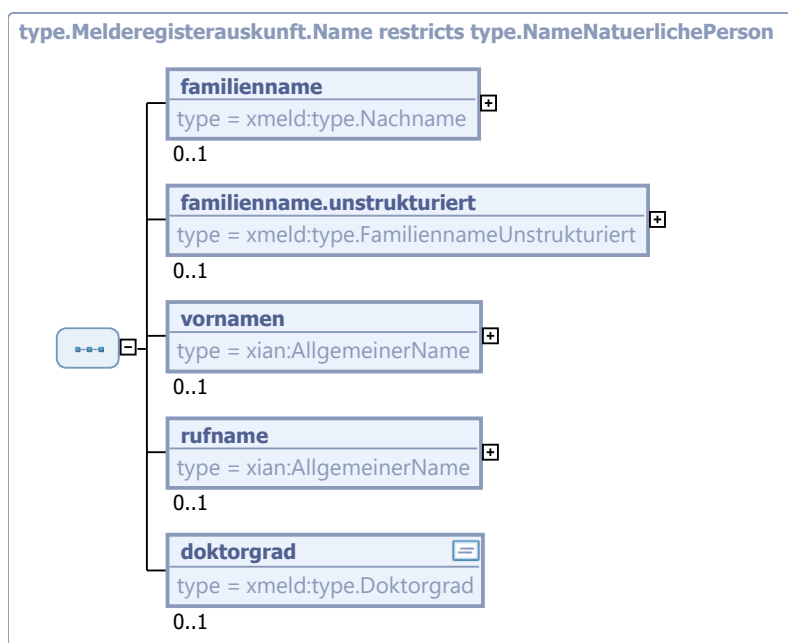 type.Melderegisterauskunft.Name restricts type.NameNatuerlichePerson
familienname
type = xmeld:type.Nachname
0..1
familienname.unstrukturiert
type = xmeld:type.FamiliennameUnstrukturiert
0..1
vornamen
type = xian:AllgemeinerName
0..1
rufname
type = xian:AllgemeinerName
0..1
doktorgrad
type = xmeld:type.Doktorgrad
0..1